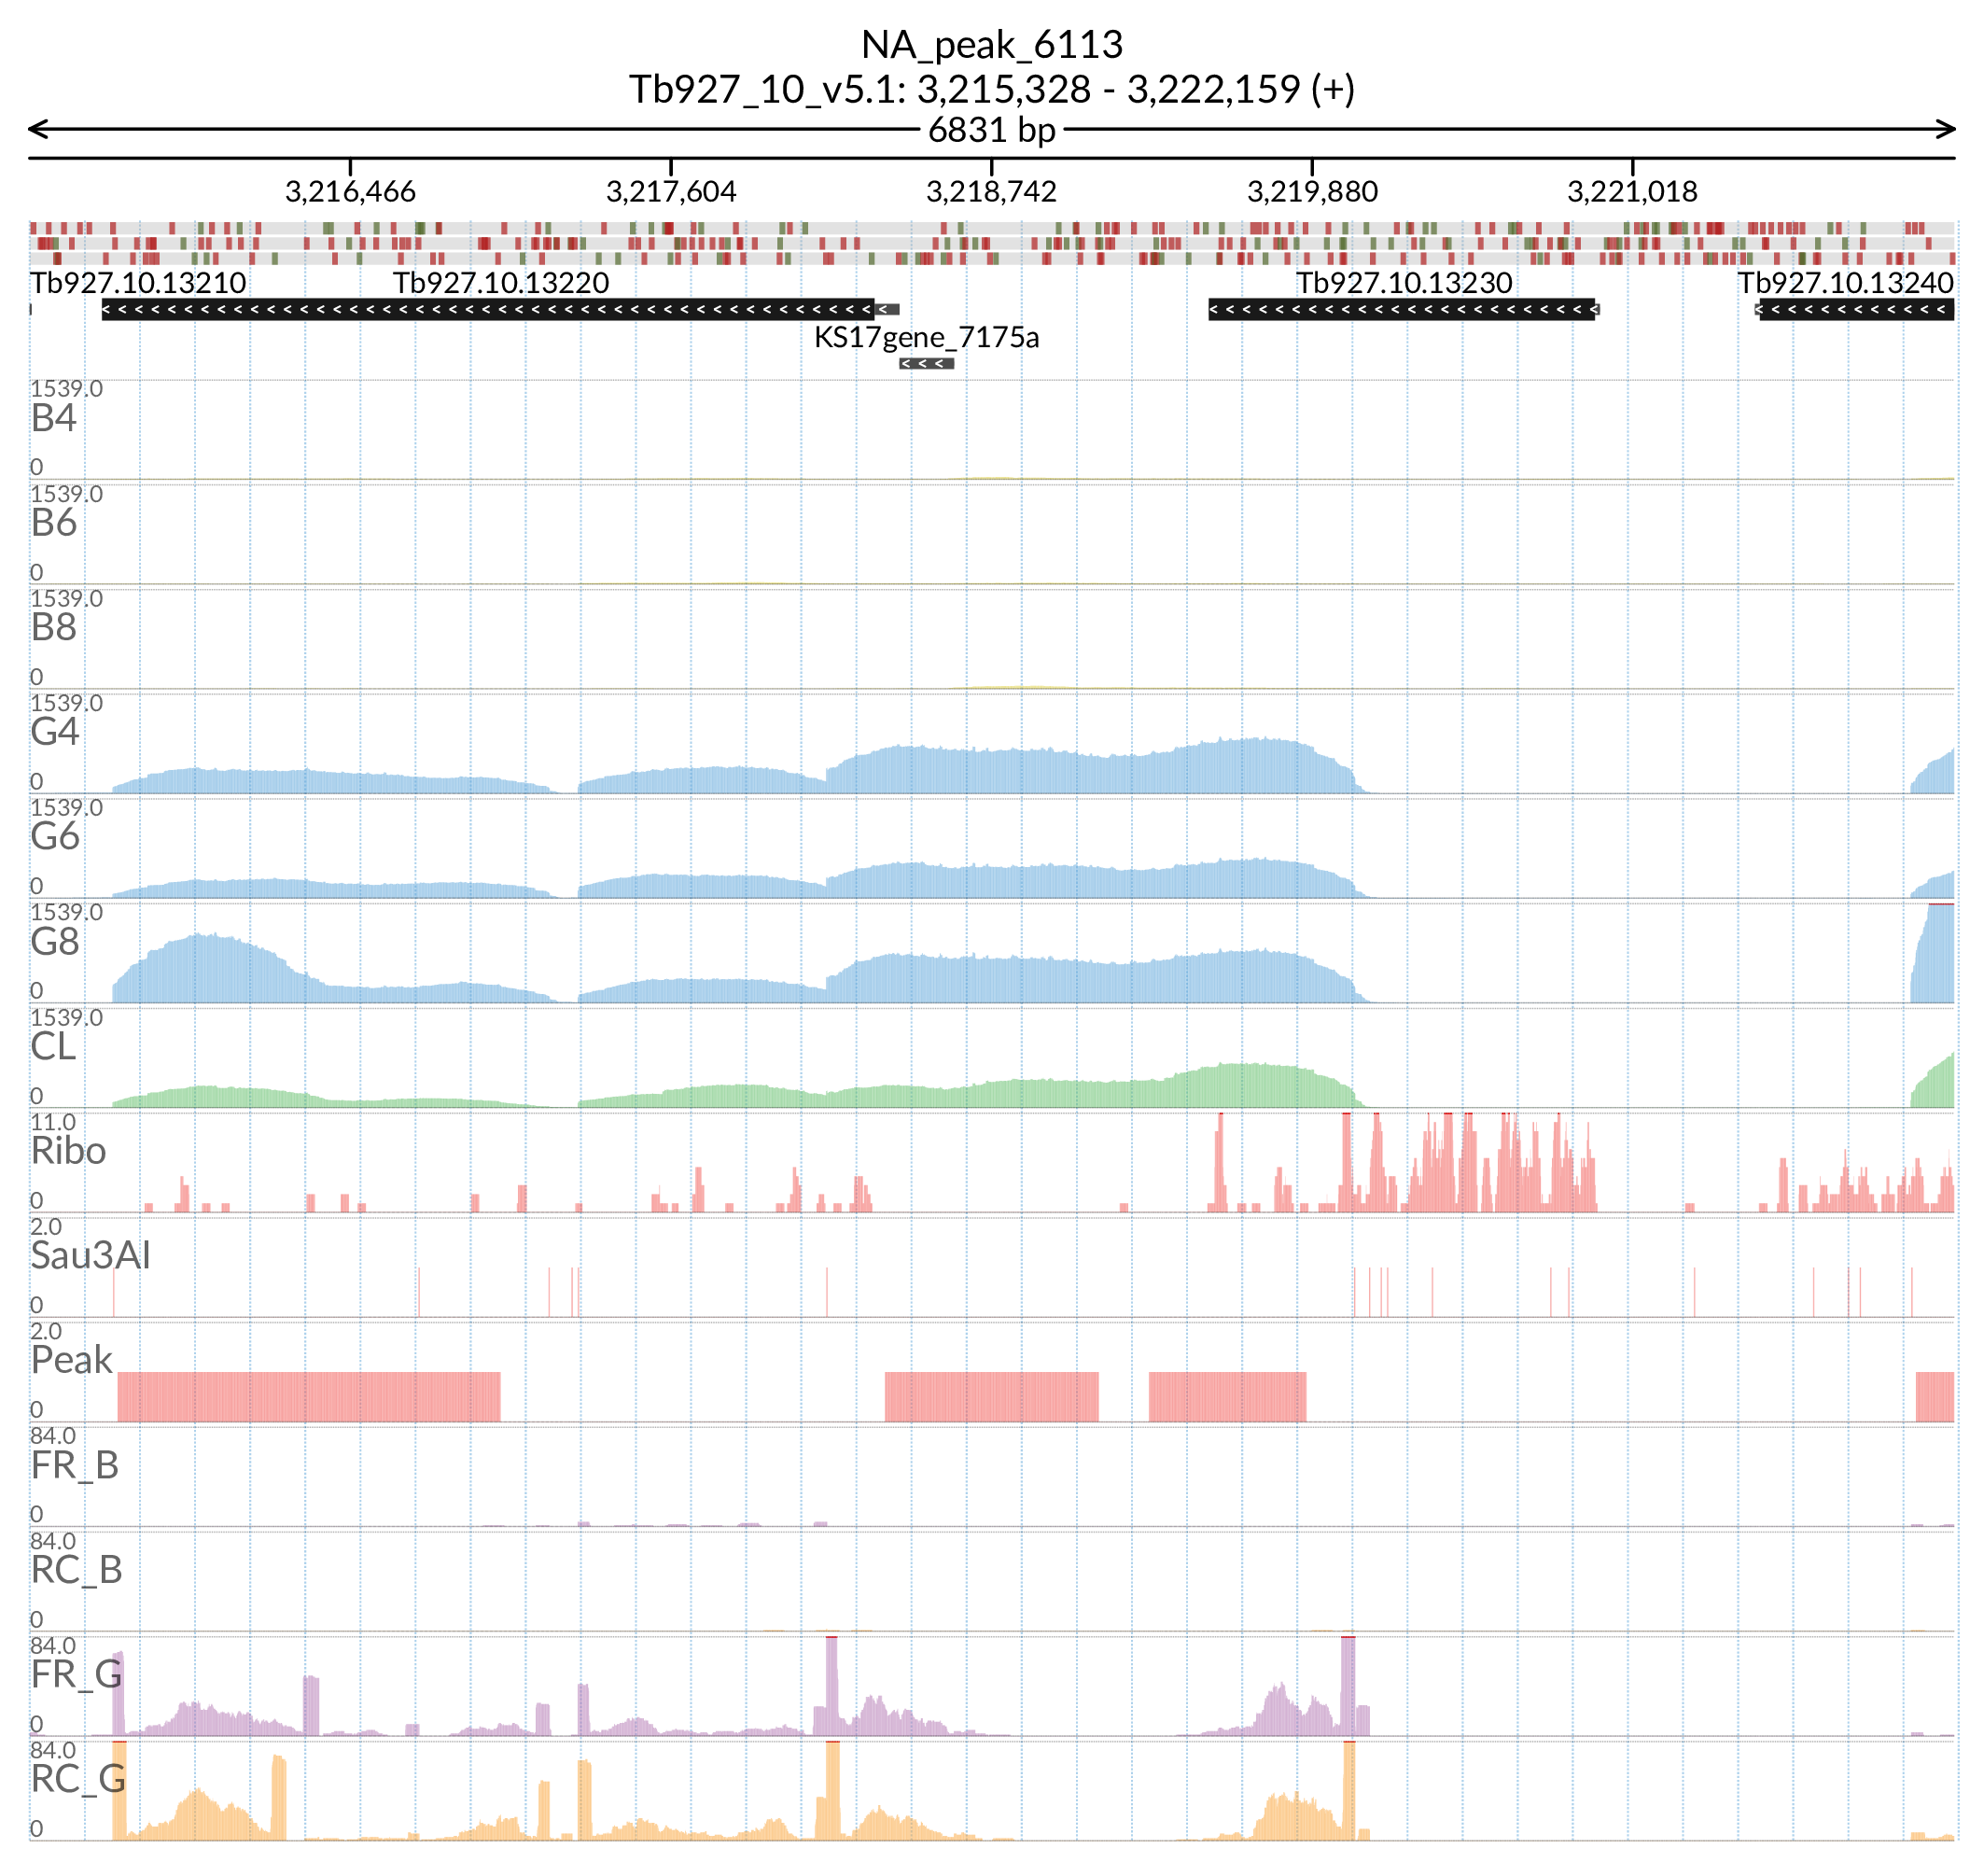 NA_peak_6113
Tb927_10_v5.1: 3,215,328 - 3,222,159 (+)
6831 bp
3,216,466 3,217,604 3,218,742 3,219,880 3,221,018
Tb927.10.13210 Tb927.10.13220 Tb927.10.13230 Tb927.10.13240
KS17gene_7175a
1539.0
B4
0
1539.0
B6
0
1539.0
B8
0
1539.0
G4
0
1539.0
G6
0
1539.0
G8
0
1539.0
CL
0
11.0
Ribo
0
2.0
Sau3AI
0
2.0
Peak
0
84.0
FR_B
0
84.0
RC_B
0
84.0
FR_G
0
84.0
RC_G
0